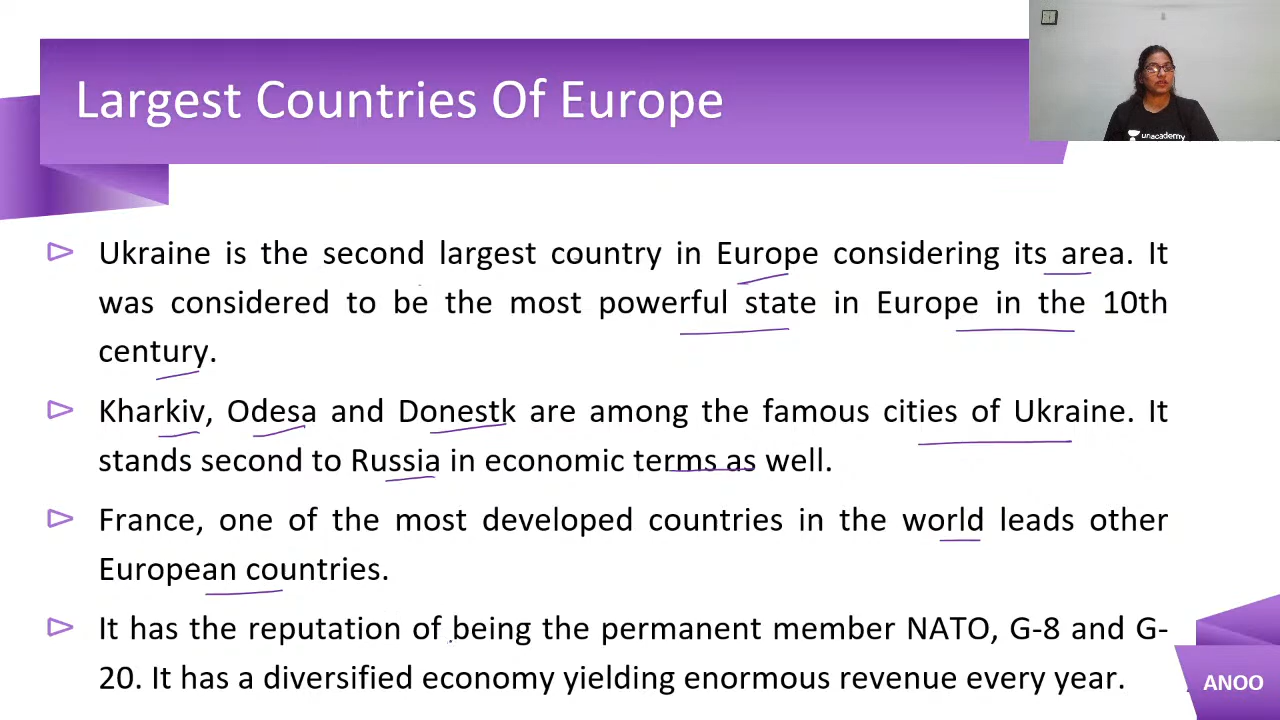 Largest Countries Of Europe
unacademy
Ukraine is the second largest country in Europe considering its area. It
was considered to be the most powerful state in Europe in the 10th
century.
Kharkiv, Odesa and Donestk are among the famous cities of Ukraine. It
stands second to Russia in economic terms as well.
France, one of the most developed countries in the world leads other
European countries.
It has the reputation of being the permanent member NATO, G-8 and G-
20. It has a diversified economy yielding enormous revenue every year.
ANOO